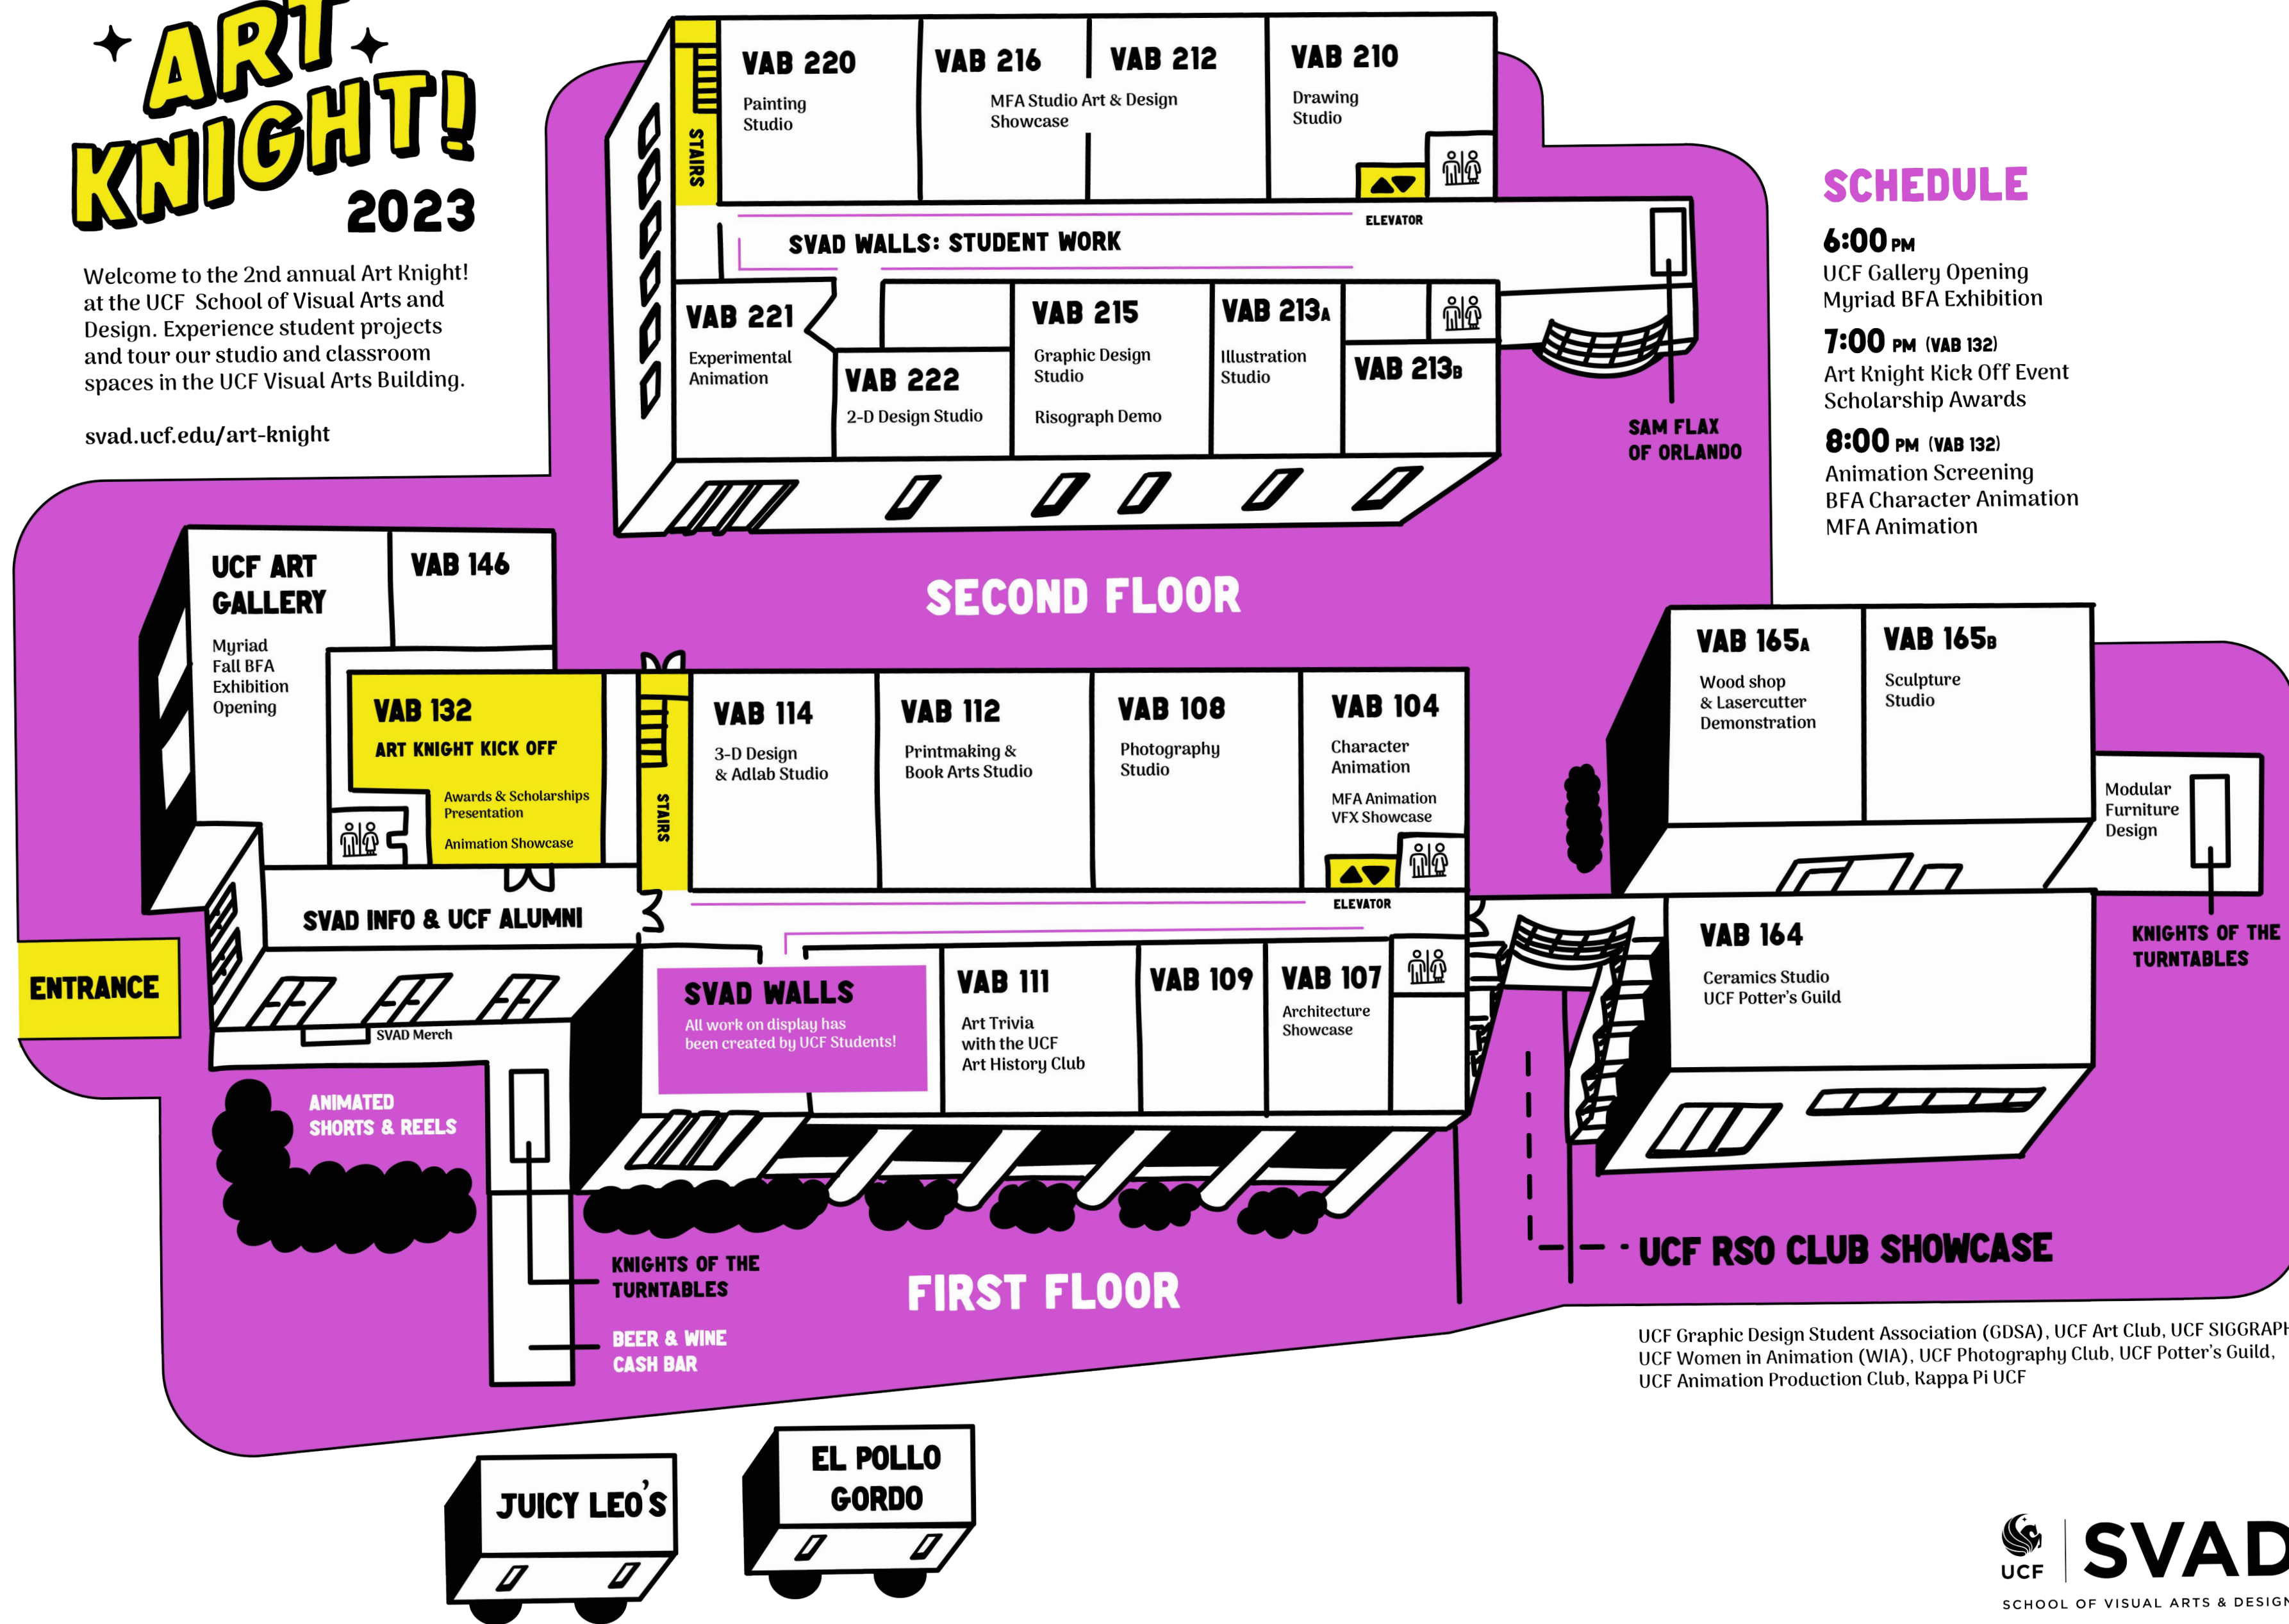 ART
KNIGHT!
2023
Welcome to the 2nd annual Art Knight!
at the UCF School of Visual Arts and
Design. Experience student projects
and tour our studio and classroom
spaces in the UCF Visual Arts Building.
svad.ucf.edu/art-knight
STAIRS
VAB 220
Painting
Studio
VAB 216
VAB 212
MFA Studio Art & Design
Showcase
VAB 210
Drawing
Studio
ELEVATOR
SVAD WALLS: STUDENT WORK
VAB 221
Experimental
Animation
VAB 222
2-D Design Studio
VAB 215
Graphic Design
Studio
Risograph Demo
VAB 213A
Illustration
Studio
VAB 213B
SAM FLAX
OF ORLANDO
SECOND FLOOR
SCHEDULE
6:00 PM
UCF Gallery Opening
Myriad BFA Exhibition
7:00 PM (VAB 132)
Art Knight Kick Off Event
Scholarship Awards
8:00 PM (VAB 132)
Animation Screening
BFA Character Animation
MFA Animation
UCF ART
GALLERY
Myriad
Fall BFA
Exhibition
Opening
VAB 146
VAB 132
ART KNIGHT KICK OFF
Awards & Scholarships
Presentation
Animation Showcase
STAIRS
VAB 114
3-D Design
& Adlab Studio
VAB 112
Printmaking &
Book Arts Studio
VAB 108
Photography
Studio
VAB 104
Character
Animation
MFA Animation
VFX Showcase
ELEVATOR
VAB 165A
Wood shop
& Lasercutter
Demonstration
VAB 165B
Sculpture
Studio
Modular
Furniture
Design
KNIGHTS OF THE
TURNTABLES
SVAD INFO & UCF ALUMNI
ENTRANCE
SVAD Merch
SVAD WALLS
All work on display has
been created by UCF Students!
VAB 111
Art Trivia
with the UCF
Art History Club
VAB 109
VAB 107
Architecture
Showcase
VAB 164
Ceramics Studio
UCF Potter's Guild
ANIMATED
SHORTS & REELS
KNIGHTS OF THE
TURNTABLES
BEER & WINE
CASH BAR
FIRST FLOOR
UCF RSO CLUB SHOWCASE
UCF Graphic Design Student Association (GDSA), UCF Art Club, UCF SIGGRAPH
UCF Women in Animation (WIA), UCF Photography Club, UCF Potter's Guild,
UCF Animation Production Club, Kappa Pi UCF
JUICY LEO'S
EL POLLO
GORDO
UCF
SVAD
SCHOOL OF VISUAL ARTS & DESIGN